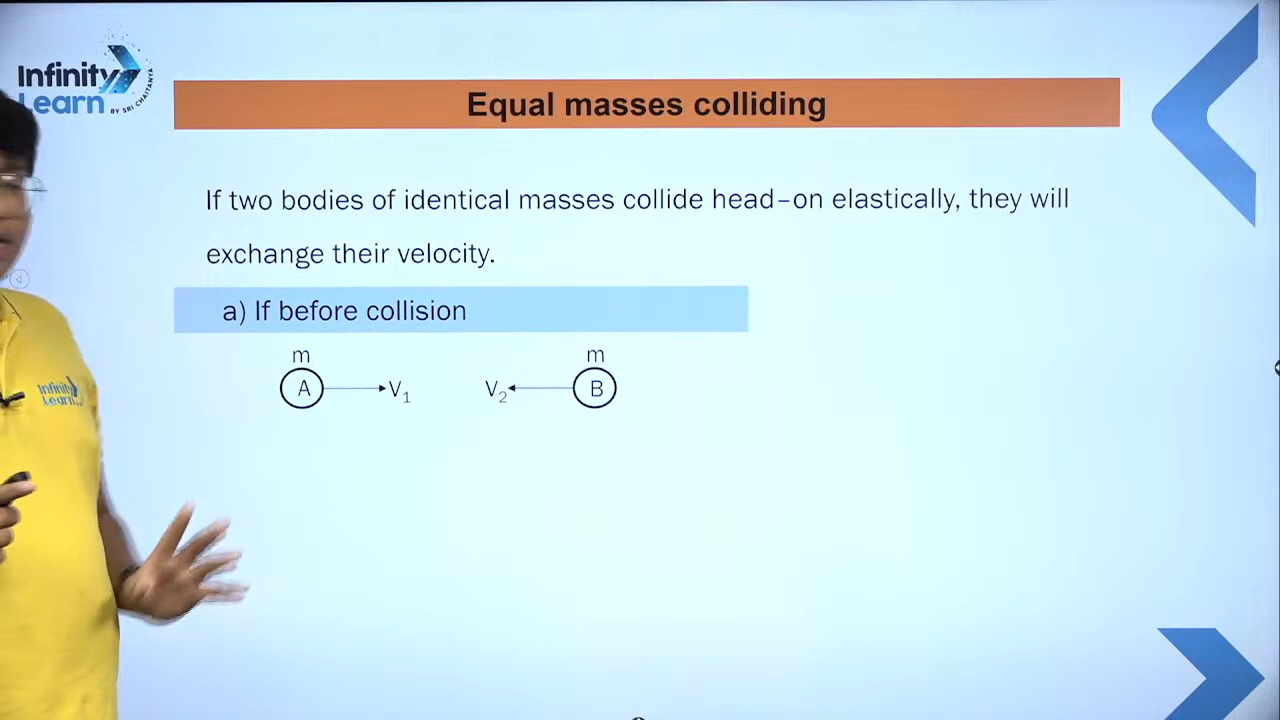 Infinity
Learn
BY SRI CHAITANYA
Equal masses colliding
If two bodies of identical masses collide head–on elastically, they will
exchange their velocity.
a) If before collision
m m
A V₁ V₂ B
Infinity
Learn